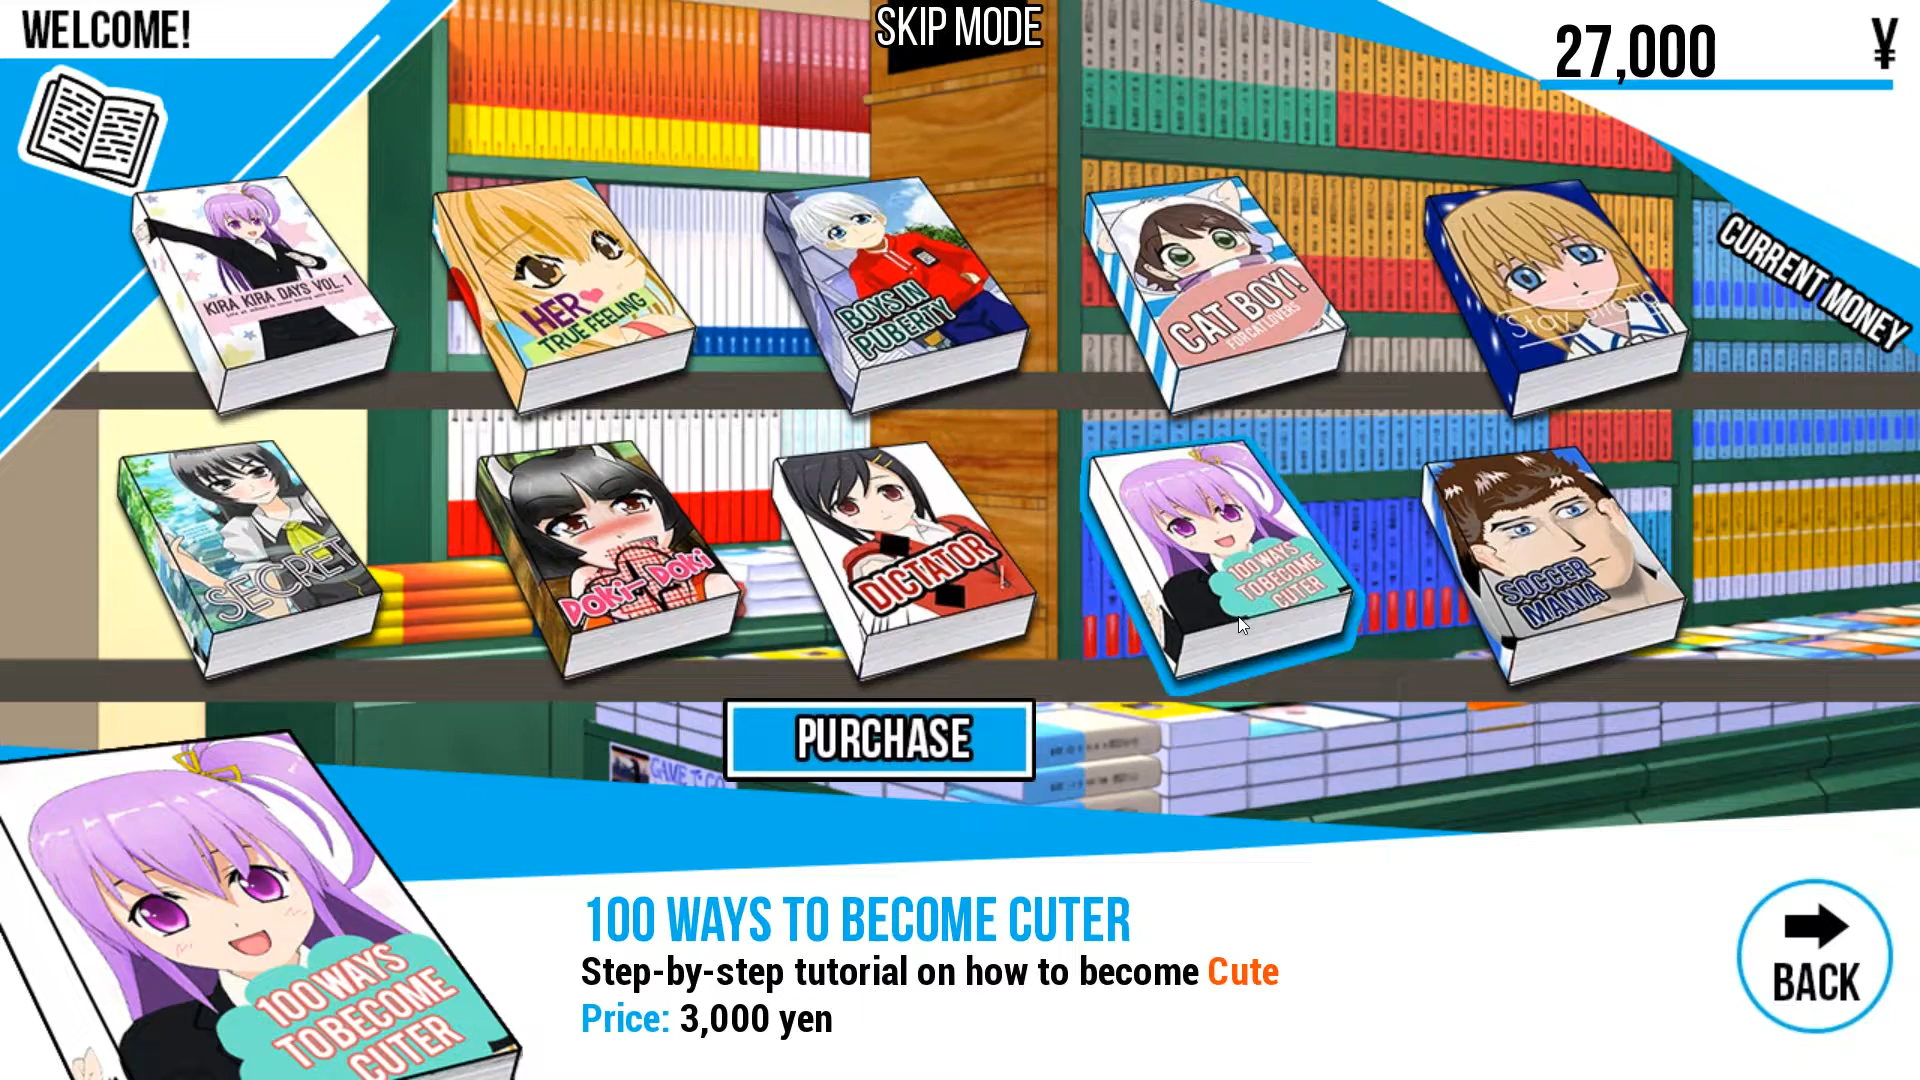 WELCOME!
SKIP MODE
27,000 ¥
CURRENT MONEY
KIRA KIRA DAYS VOL.1
HER
TRUE FEELING
BOYS IN
PUBERTY
CAT BOY!
FOR CAT LOVERS
Stay Strong
SECRET
DOKI-DOKI
DICTATOR
100 WAYS
TO BECOME
CUTER
SOCCER
MANIA
PURCHASE
100 WAYS
TO BECOME
CUTER
100 WAYS TO BECOME CUTER
Step-by-step tutorial on how to become Cute
Price: 3,000 yen
BACK